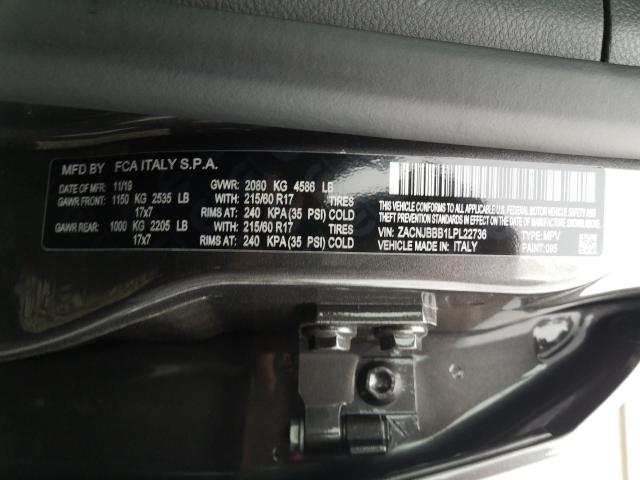 MFD BY FCA ITALY S.P.A.
DATE OF MFR: 11/19 GVWR: 2080 KG 4586 LB
GAWR FRONT: 1150 KG 2535 LB WITH: 215/60 R17 TIRES
17x7 RIMS AT: 240 KPA (35 PSI) COLD
GAWR REAR: 1000 KG 2205 LB WITH: 215/60 R17 TIRES
17x7 RIMS AT: 240 KPA (35 PSI) COLD
THIS VEHICLE CONFORMS TO ALL APPLICABLE U.S. FEDERAL MOTOR VEHICLE SAFETY, BUMPER AND THEFT PREVENTION STANDARDS IN EFFECT ON THE DATE OF MANUFACTURE SHOWN ABOVE.
VIN: ZACNJBBB1LPL22736 TYPE: MPV
VEHICLE MADE IN: ITALY PAINT: 095